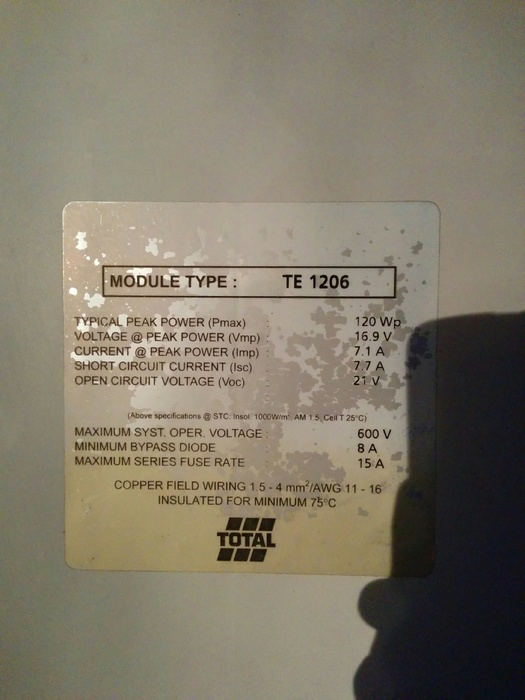 MODULE TYPE : TE 1206
TYPICAL PEAK POWER (Pmax) : 120 Wp
VOLTAGE @ PEAK POWER (Vmp) : 16.9 V
CURRENT @ PEAK POWER (Imp) : 7.1 A
SHORT CIRCUIT CURRENT (Isc) : 7.7 A
OPEN CIRCUIT VOLTAGE (Voc) : 21 V
(Above specifications @ STC: Insol. 1000W/m², AM 1.5, Cell T 25°C)
MAXIMUM SYST. OPER. VOLTAGE : 600 V
MINIMUM BYPASS DIODE : 8 A
MAXIMUM SERIES FUSE RATE : 15 A
COPPER FIELD WIRING 1.5 - 4 mm²/AWG 11 - 16
INSULATED FOR MINIMUM 75°C
TOTAL